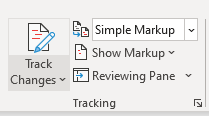 Track
Changes
Simple Markup
Show Markup
Reviewing Pane
Tracking